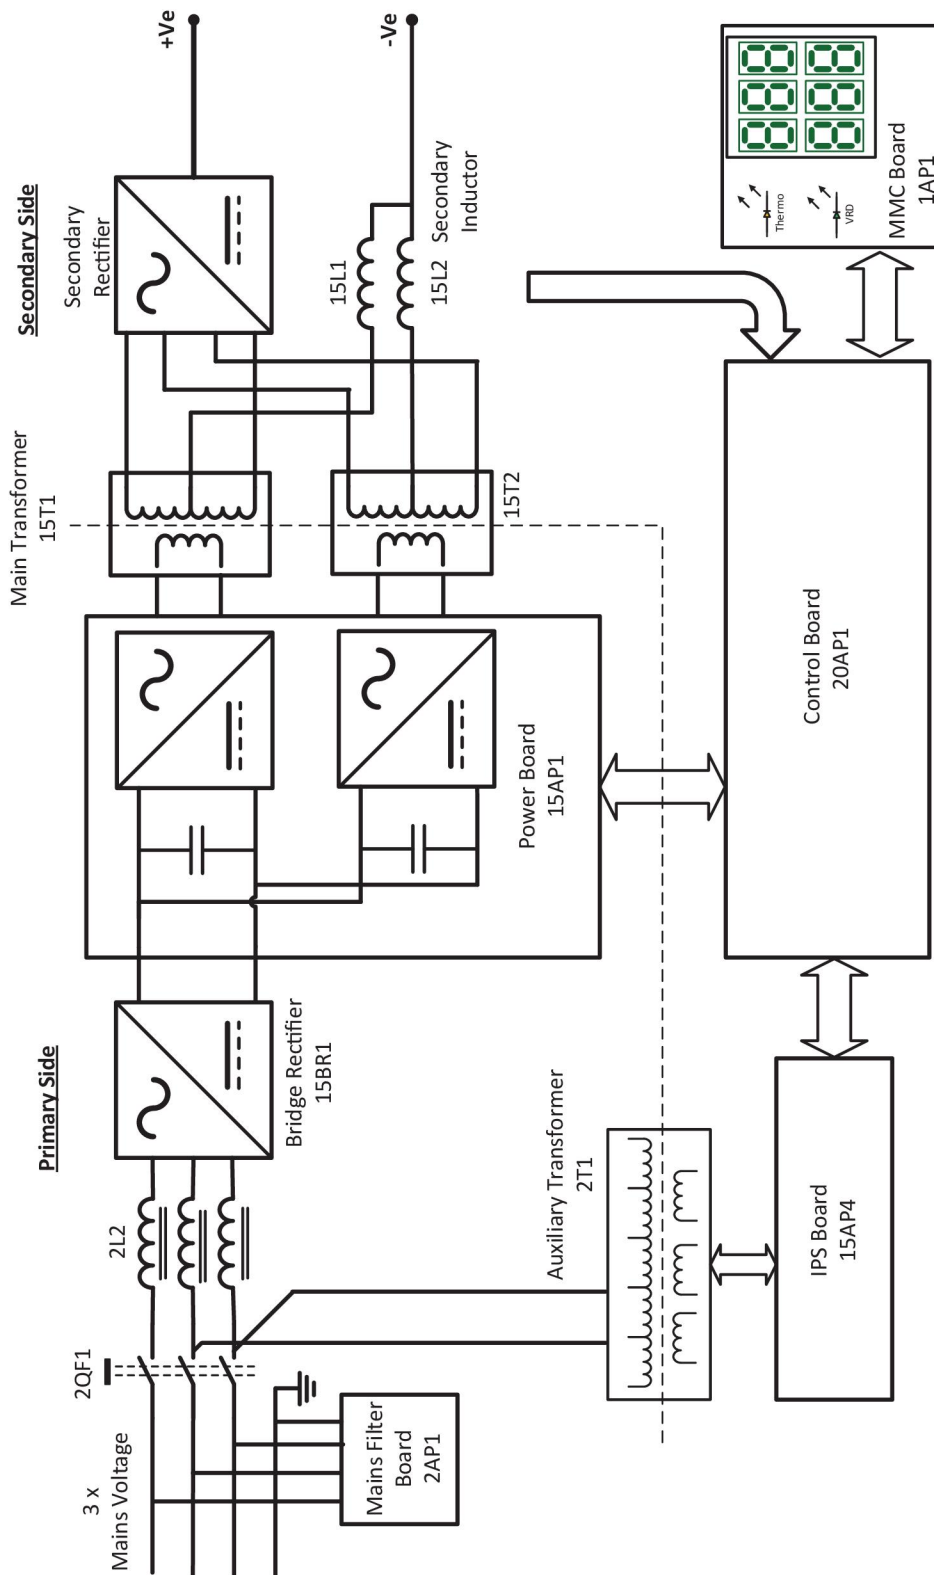 Primary Side
Secondary Side
3 x
Mains Voltage
2QF1
2L2
Mains Filter
Board
2AP1
Bridge Rectifier
15BR1
Power Board
15AP1
Main Transformer
15T1
15T2
Secondary
Rectifier
15L1
15L2
Secondary
Inductor
+Ve
-Ve
Auxiliary Transformer
2T1
IPS Board
15AP4
Control Board
20AP1
Thermo
VRD
888
888
MMC Board
1AP1